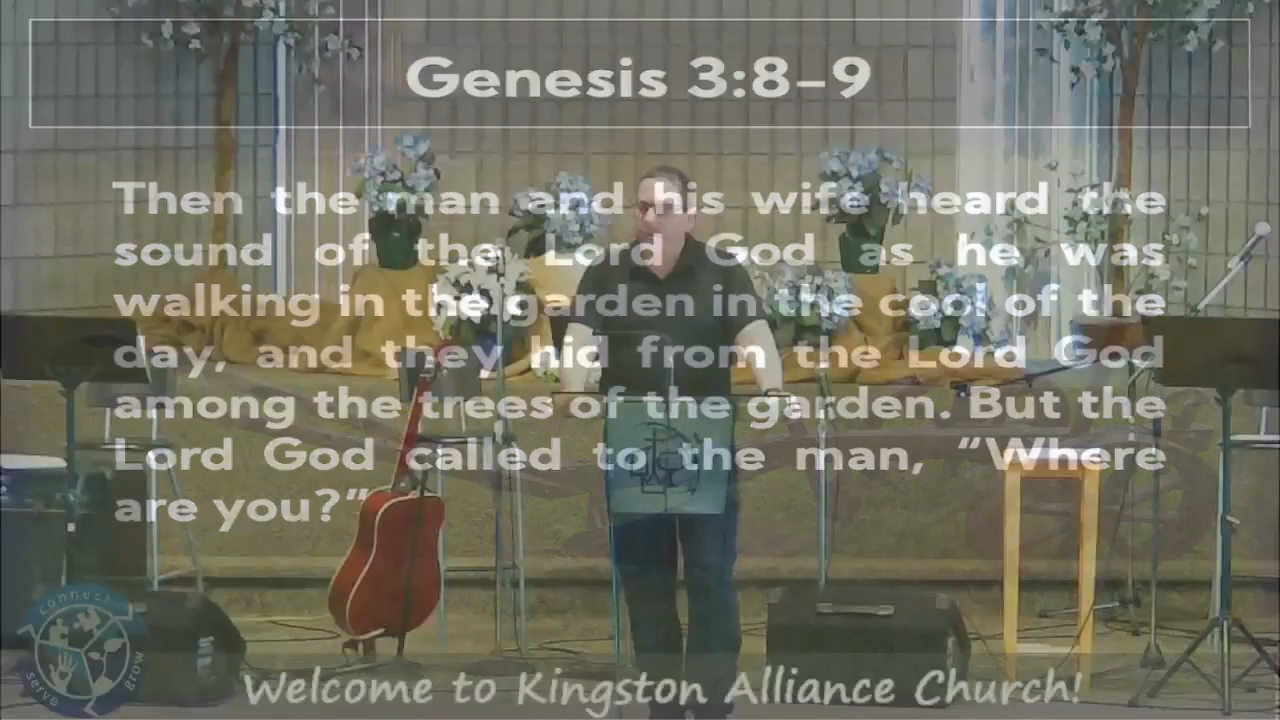 Genesis 3:8–9
Then the man and his wife heard the
sound of the Lord God as he was
walking in the garden in the cool of the
day, and they hid from the Lord God
among the trees of the garden. But the
Lord God called to the man, “Where
are you?”
connect
serve
grow
Welcome to Kingston Alliance Church!